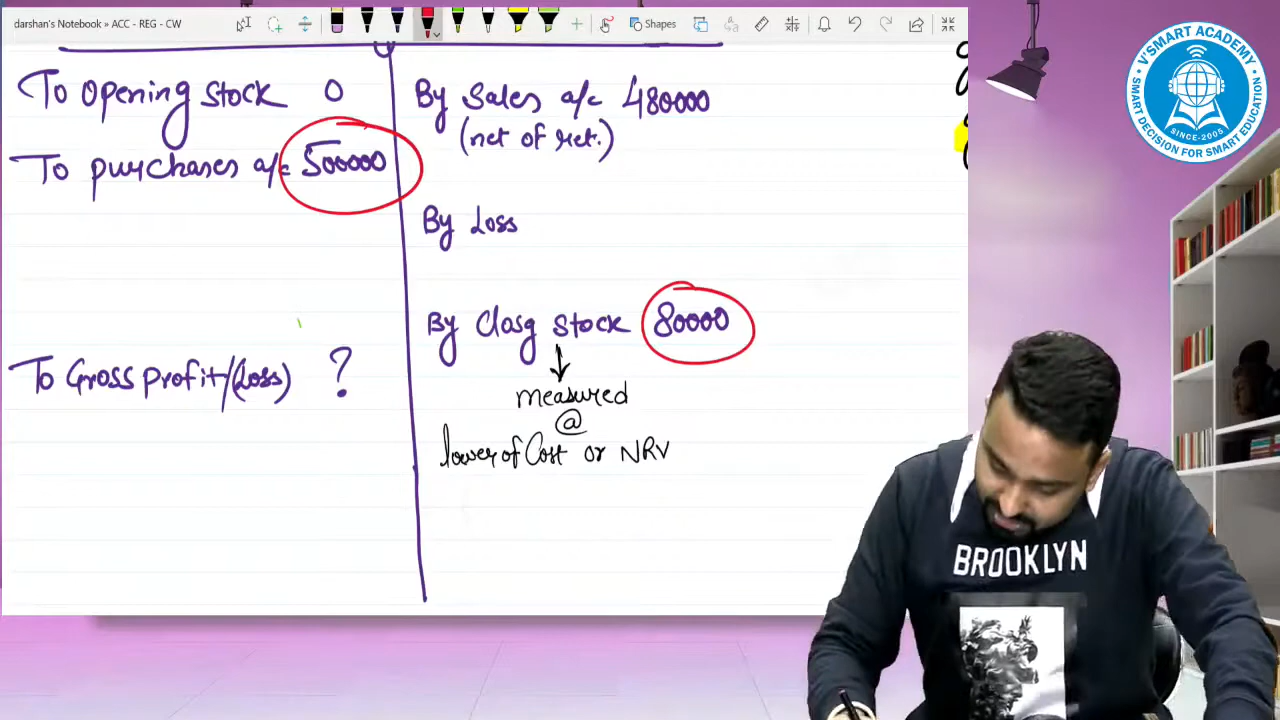 darshan's Notebook » ACC - REG - CW
Shapes
To Opening Stock 0
To purchases a/c 500000
To Gross profit/(Loss) ?
By Sales a/c 480000
(net of ret.)
By Loss
By Closg Stock 80000
measured
@
lower of Cost or NRV
V'SMART ACADEMY
SINCE-2005
SMART DECISION FOR SMART EDUCATION
BROOKLYN